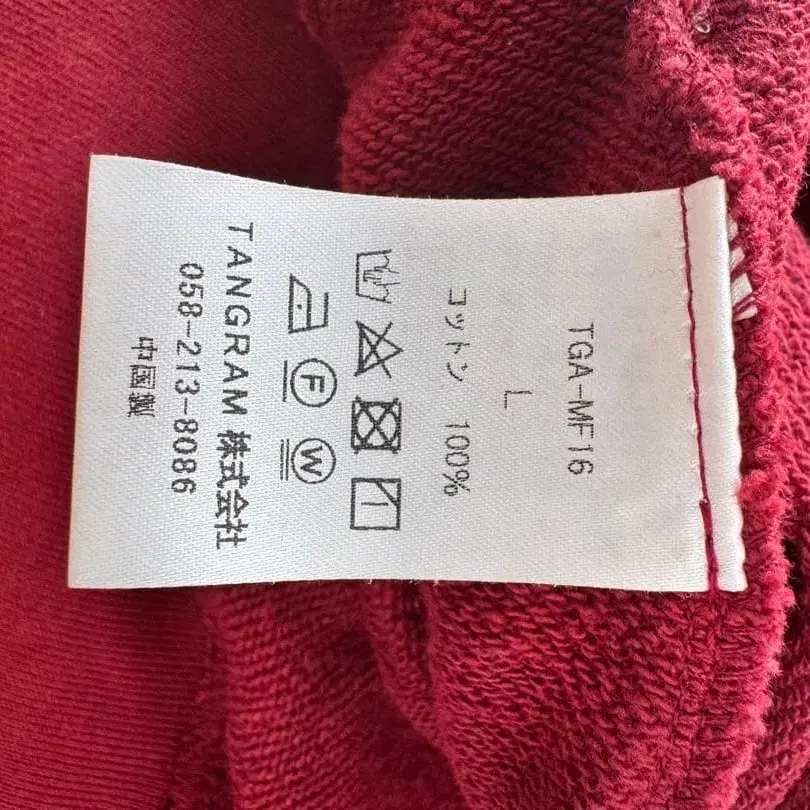 TGA-MF16
L
コットン 100%
F
W
TANGRAM 株式会社
058-213-8086
中国製